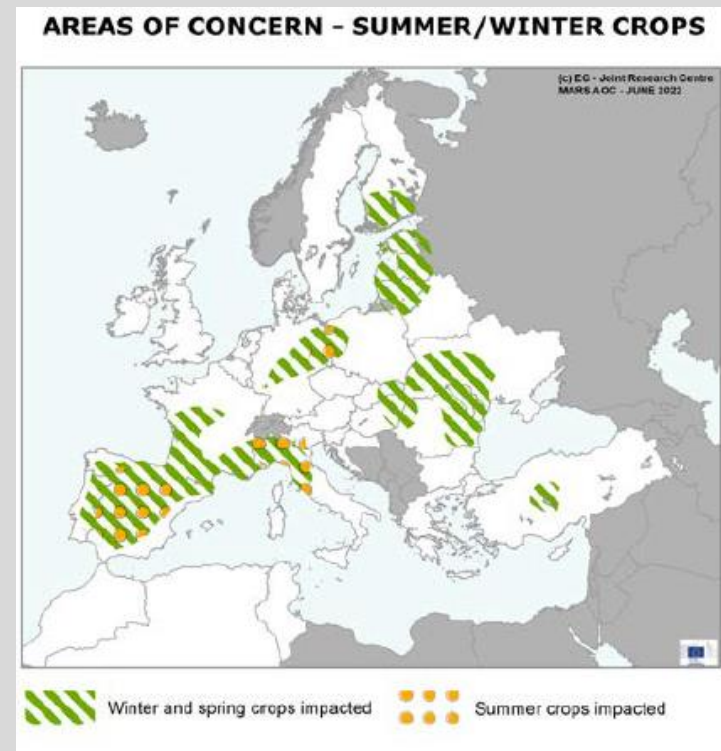 AREAS OF CONCERN – SUMMER/WINTER CROPS
(c) EC - Joint Research Centre
MARS AOC - JUNE 2022
Winter and spring crops impacted
Summer crops impacted